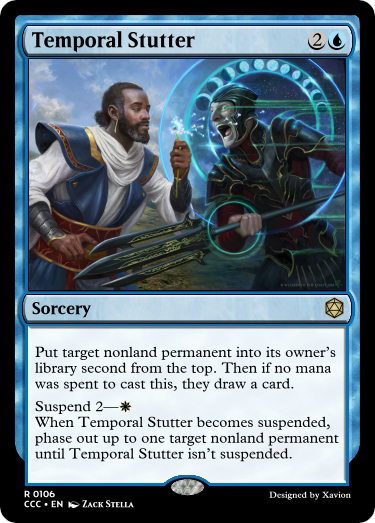 Temporal Stutter 2
Sorcery
Put target nonland permanent into its owner's
library second from the top. Then if no mana
was spent to cast this, they draw a card.
Suspend 2—
When Temporal Stutter becomes suspended,
phase out up to one target nonland permanent
until Temporal Stutter isn't suspended.
R 0106
CCC • EN Zack Stella
Designed by Xavion